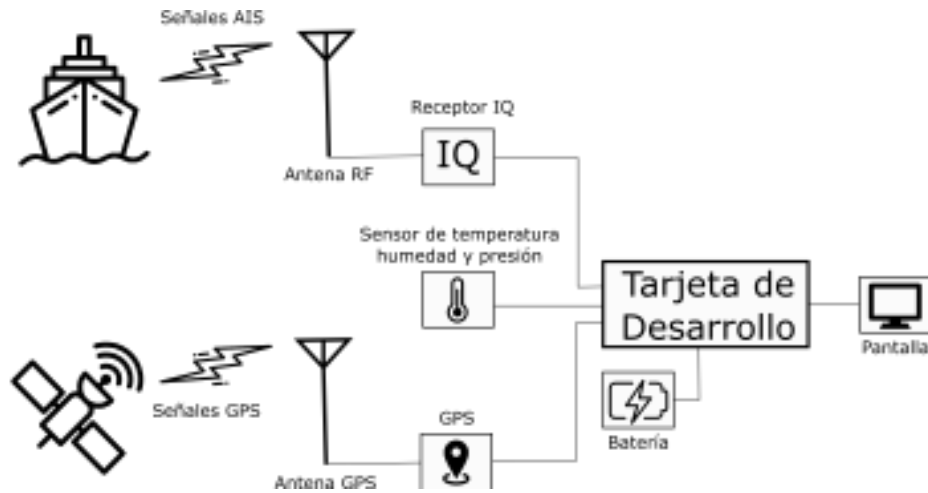 Señales AIS
Receptor IQ
IQ
Antena RF
Sensor de temperatura
humedad y presión
Tarjeta de
Desarrollo
Pantalla
Señales GPS
GPS
Batería
Antena GPS